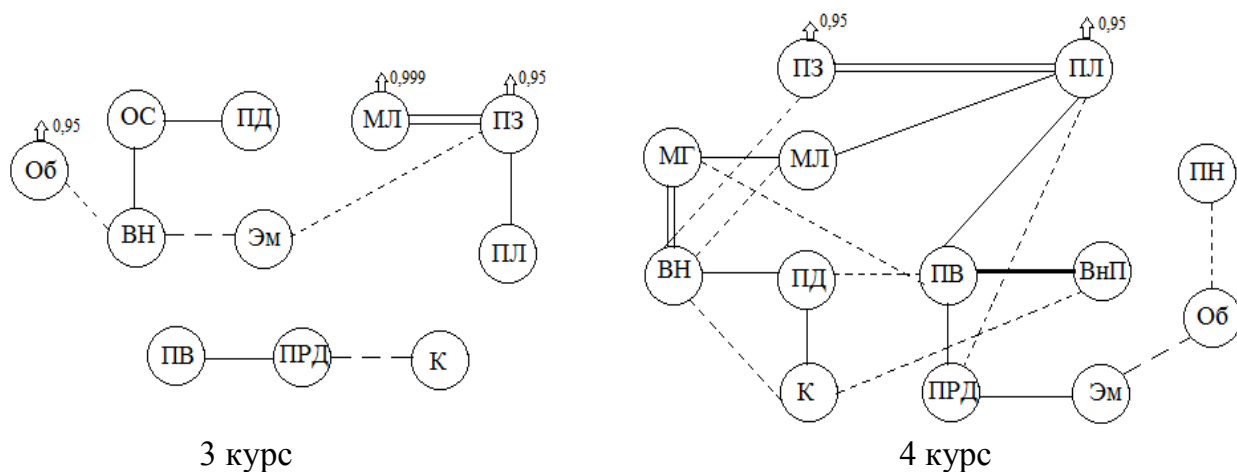 0,95
0,95
ПЗ
ПЛ
0,999
0,95
0,95
ОС
ПД
МЛ
ПЗ
Об
МГ
МЛ
ПН
ВН
Эм
ПЛ
ВН
ПД
ПВ
ВнП
Об
ПВ
ПРД
К
К
ПРД
Эм
3 курс
4 курс